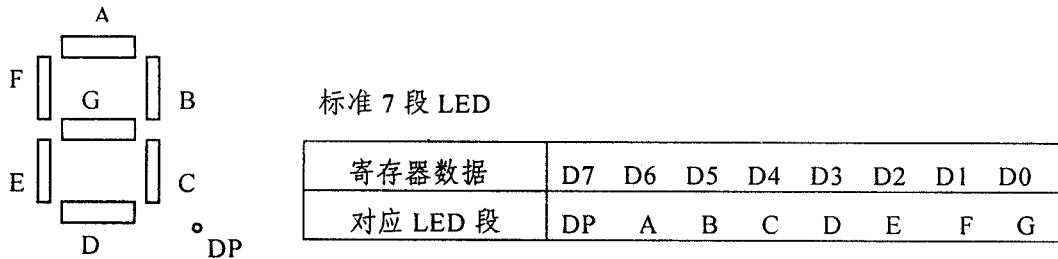 A
F
G
B
E
C
D
DP
标准 7 段 LED
寄存器数据 D7 D6 D5 D4 D3 D2 D1 D0
对应 LED 段 DP A B C D E F G